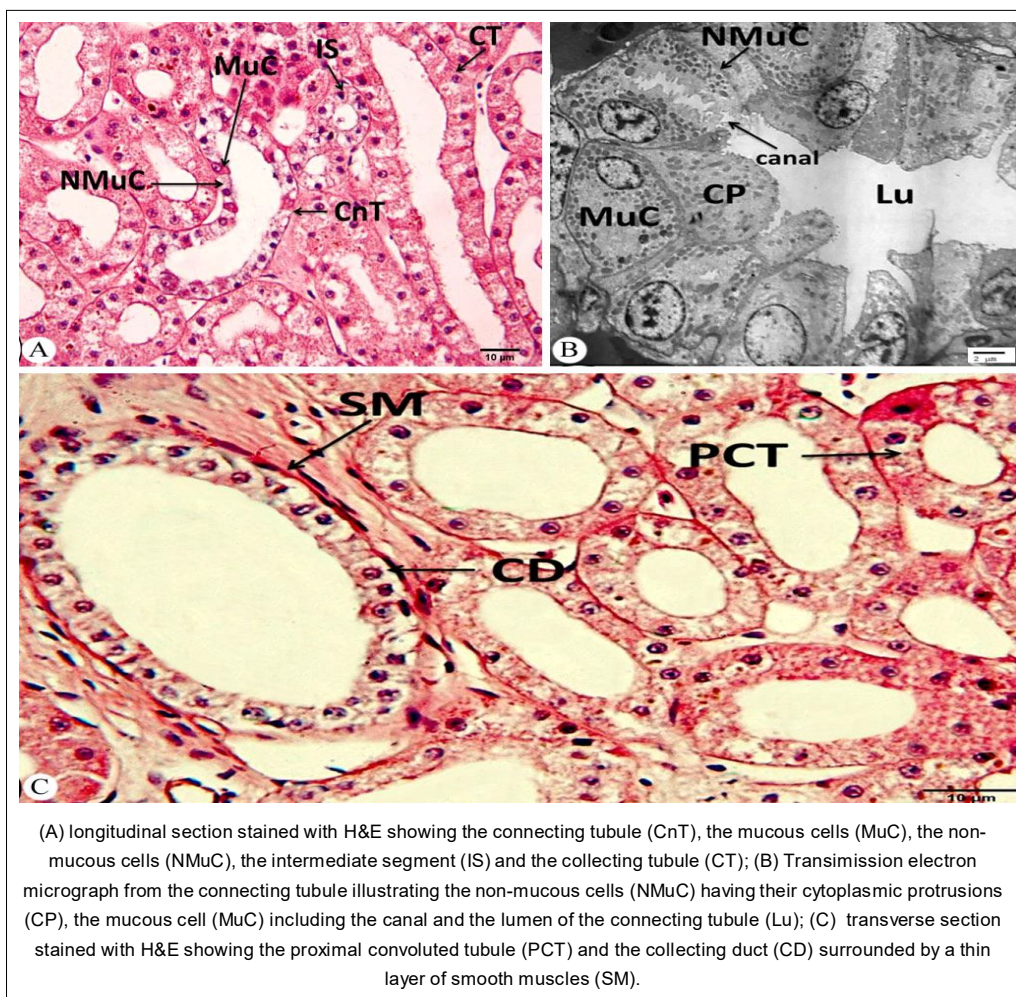 IS
CT
MuC
NMuC
CnT
A
10 µm
NMuC
canal
CP
Lu
MuC
B
2 µm
SM
PCT
CD
C
10 µm
(A) longitudinal section stained with H&E showing the connecting tubule (CnT), the mucous cells (MuC), the non-
mucous cells (NMuC), the intermediate segment (IS) and the collecting tubule (CT); (B) Transimission electron
micrograph from the connecting tubule illustrating the non-mucous cells (NMuC) having their cytoplasmic protrusions
(CP), the mucous cell (MuC) including the canal and the lumen of the connecting tubule (Lu); (C) transverse section
stained with H&E showing the proximal convoluted tubule (PCT) and the collecting duct (CD) surrounded by a thin
layer of smooth muscles (SM).